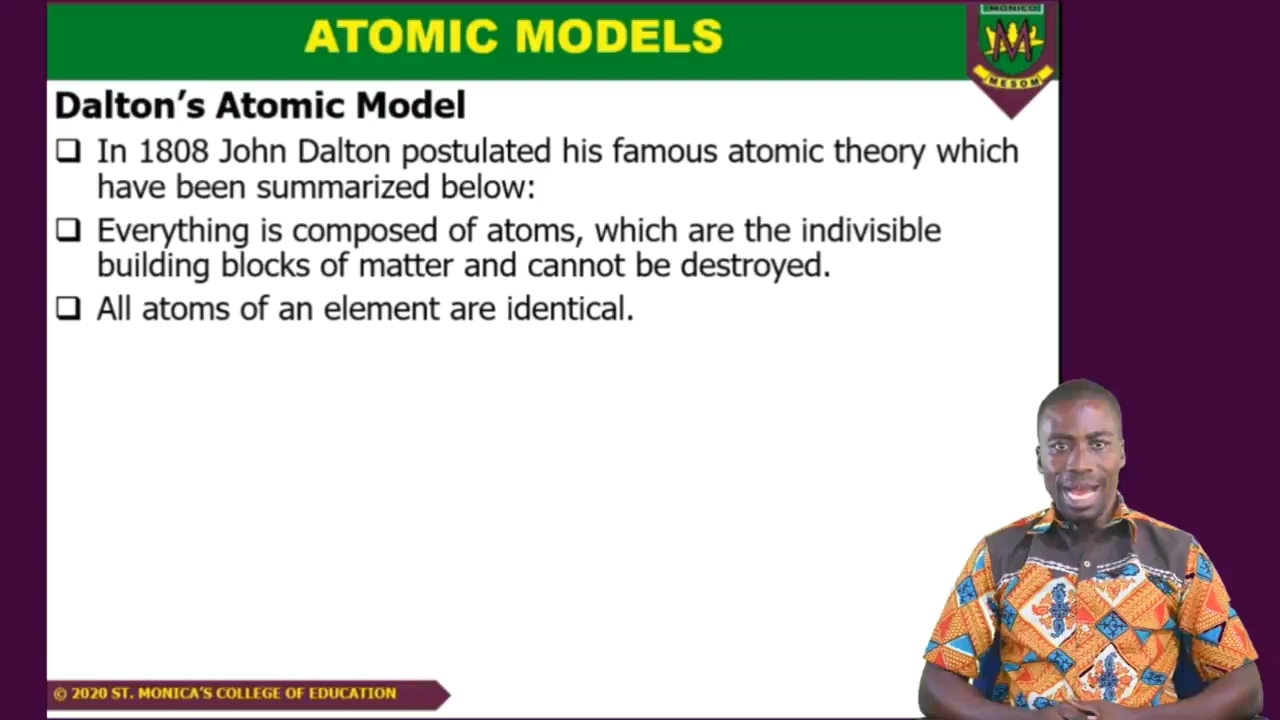 ATOMIC MODELS
MONICO
M
MESOM
Dalton's Atomic Model
❑ In 1808 John Dalton postulated his famous atomic theory which
have been summarized below:
❑ Everything is composed of atoms, which are the indivisible
building blocks of matter and cannot be destroyed.
❑ All atoms of an element are identical.
© 2020 ST. MONICA'S COLLEGE OF EDUCATION